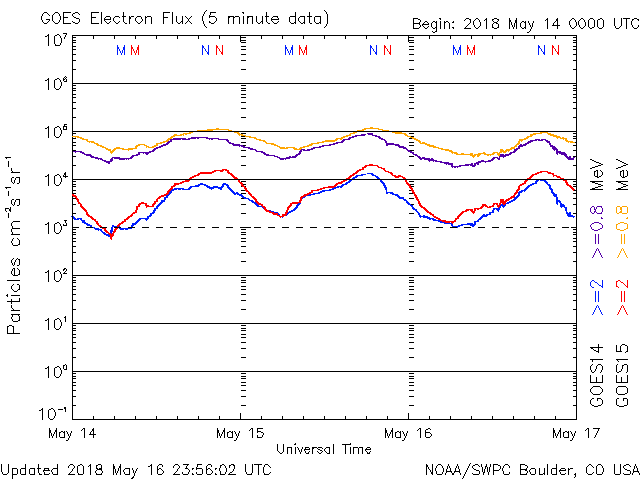 GOES Electron Flux (5 minute data)
Begin: 2018 May 14 0000 UTC
10⁷
M M N N M M N N M M N N
10⁶
10⁵
10⁴
10³
10²
10¹
10⁰
10⁻¹
Particles cm⁻²s⁻¹sr⁻¹
GOES14 >=2 >=0.8 MeV
GOES15 >=2 >=0.8 MeV
May 14 May 15 May 16 May 17
Universal Time
Updated 2018 May 16 23:56:02 UTC
NOAA/SWPC Boulder, CO USA